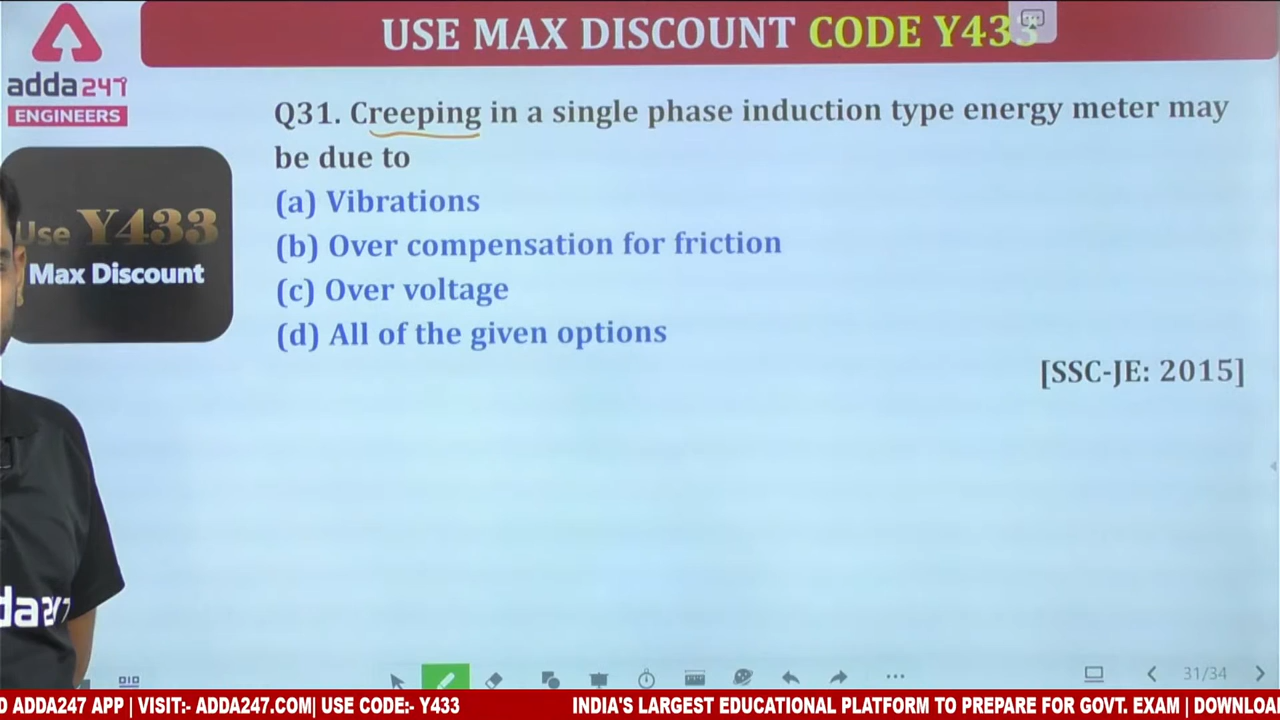 USE MAX DISCOUNT CODE Y433
adda247
ENGINEERS
Use Y433
Max Discount
Q31. Creeping in a single phase induction type energy meter may
be due to
(a) Vibrations
(b) Over compensation for friction
(c) Over voltage
(d) All of the given options
[SSC-JE: 2015]
31/34
D ADDA247 APP | VISIT:- ADDA247.COM| USE CODE:- Y433 INDIA'S LARGEST EDUCATIONAL PLATFORM TO PREPARE FOR GOVT. EXAM | DOWNLOA